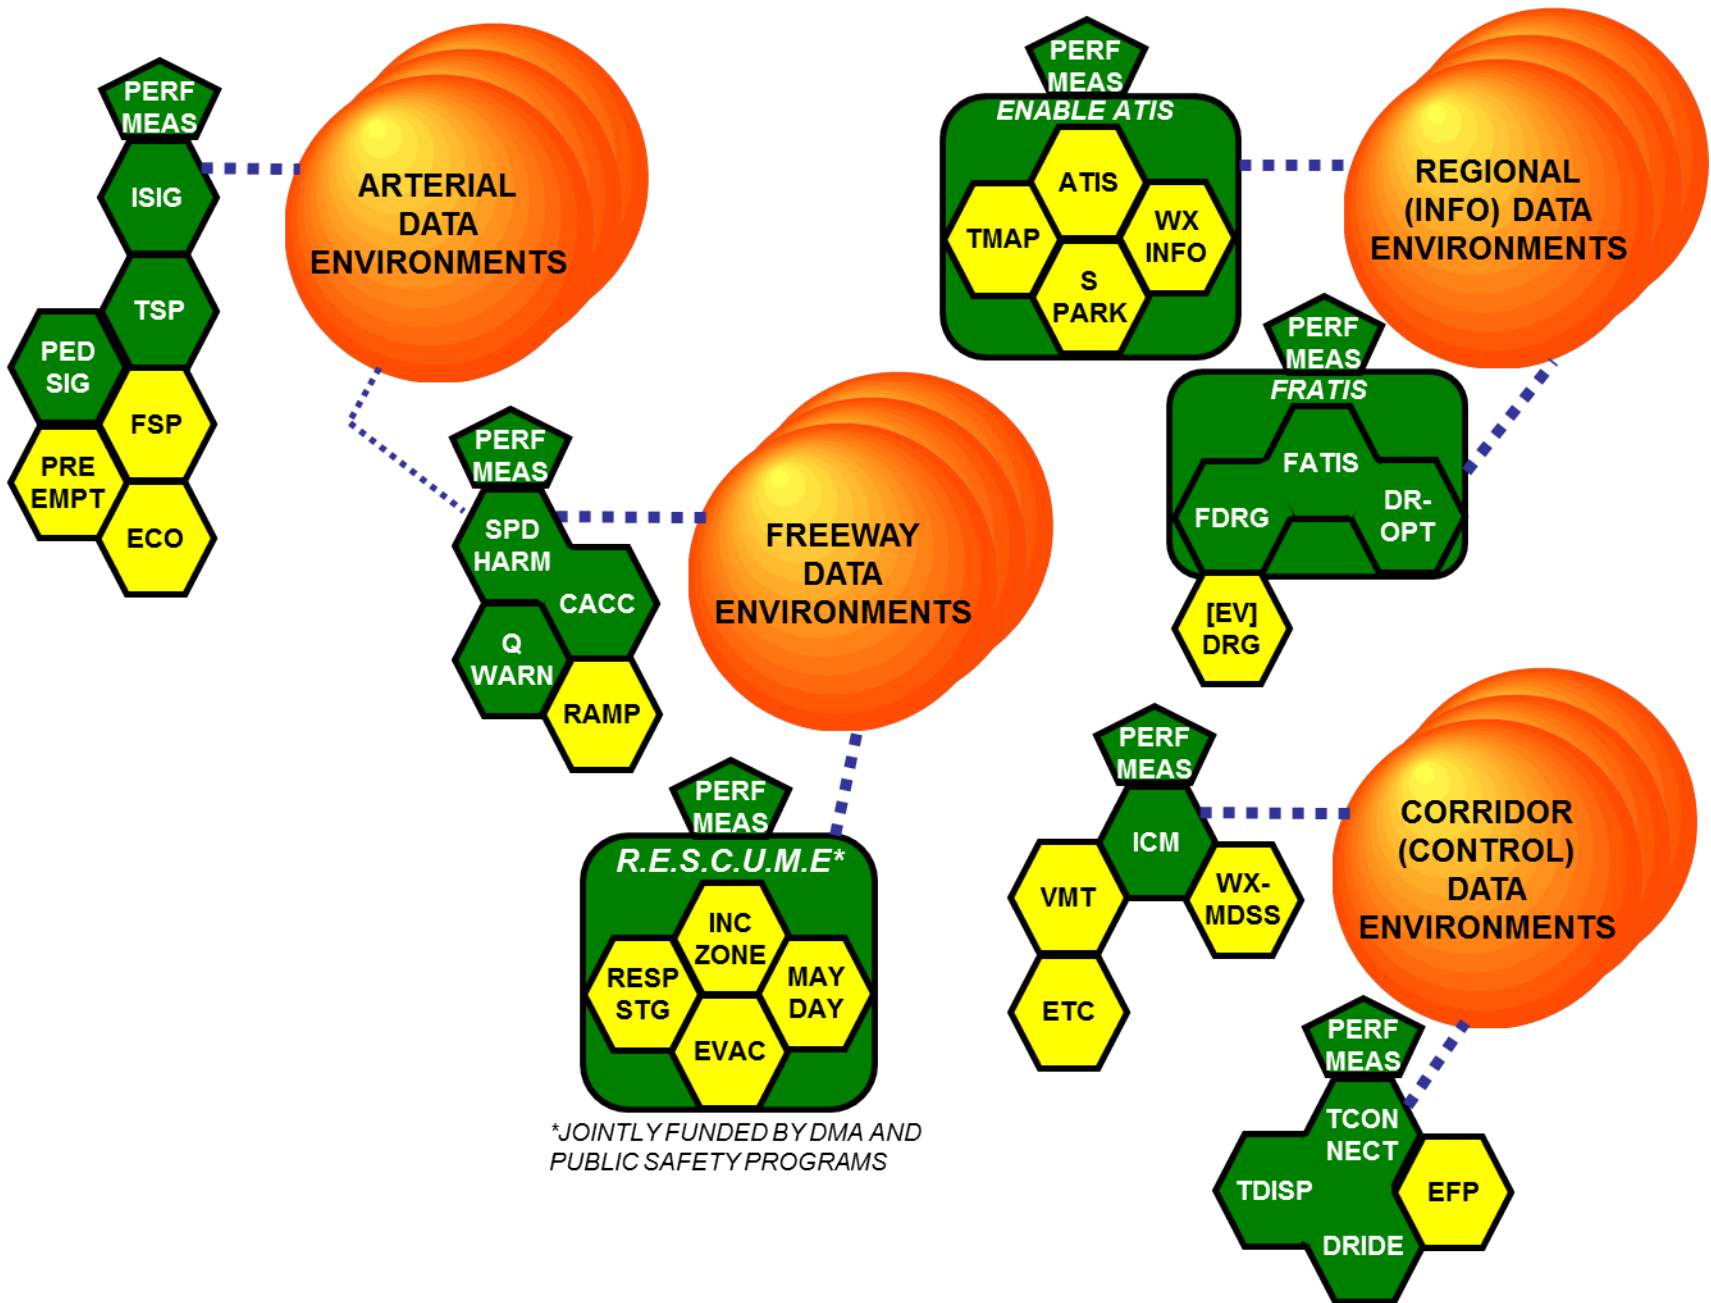 PERF
MEAS
ISIG
TSP
PED
SIG
FSP
PRE
EMPT
ECO
ARTERIAL
DATA
ENVIRONMENTS
PERF
MEAS
SPD
HARM
CACC
Q
WARN
RAMP
FREEWAY
DATA
ENVIRONMENTS
PERF
MEAS
R.E.S.C.U.M.E*
INC
ZONE
RESP
STG
MAY
DAY
EVAC
*JOINTLY FUNDED BY DMA AND
PUBLIC SAFETY PROGRAMS
PERF
MEAS
ENABLE ATIS
ATIS
TMAP
WX
INFO
S
PARK
REGIONAL
(INFO) DATA
ENVIRONMENTS
PERF
MEAS
FRATIS
FATIS
FDRG
DR-
OPT
[EV]
DRG
PERF
MEAS
ICM
VMT
WX-
MDSS
ETC
CORRIDOR
(CONTROL)
DATA
ENVIRONMENTS
PERF
MEAS
TCON
NECT
TDISP
EFP
DRIDE